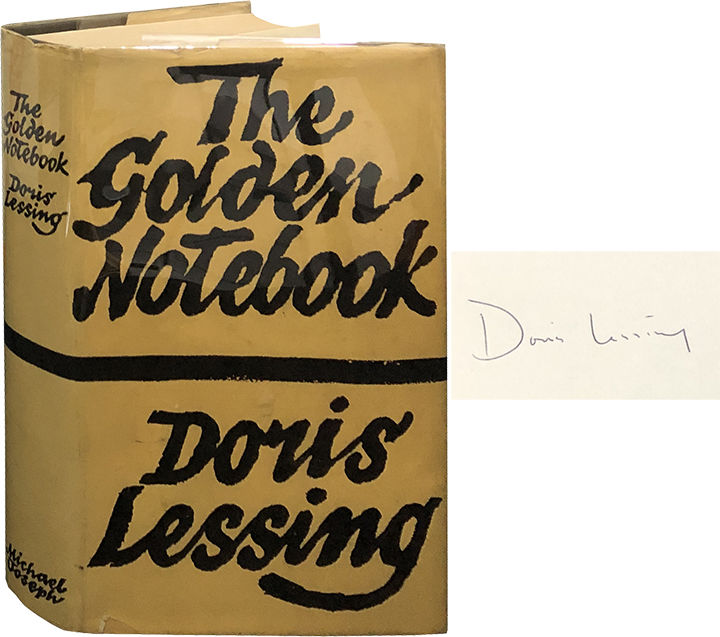 The
Golden
Notebook
Doris
Lessing
Michael
Joseph
The
Golden
Notebook
Doris
Lessing
Doris Lessing